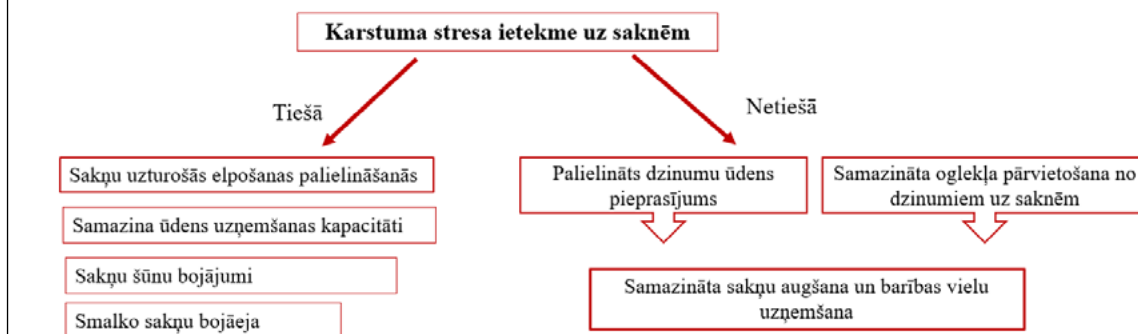 Karstuma stresa ietekme uz saknēm
Tiešā
Netiešā
Sakņu uzturošās elpošanas palielināšanās
Samazina ūdens uzņemšanas kapacitāti
Sakņu šūnu bojājumi
Smalko sakņu bojāeja
Palielināts dzinumu ūdens
pieprasījums
Samazināta oglekļa pārvietošana no
dzinumiem uz saknēm
Samazināta sakņu augšana un barības vielu
uzņemšana